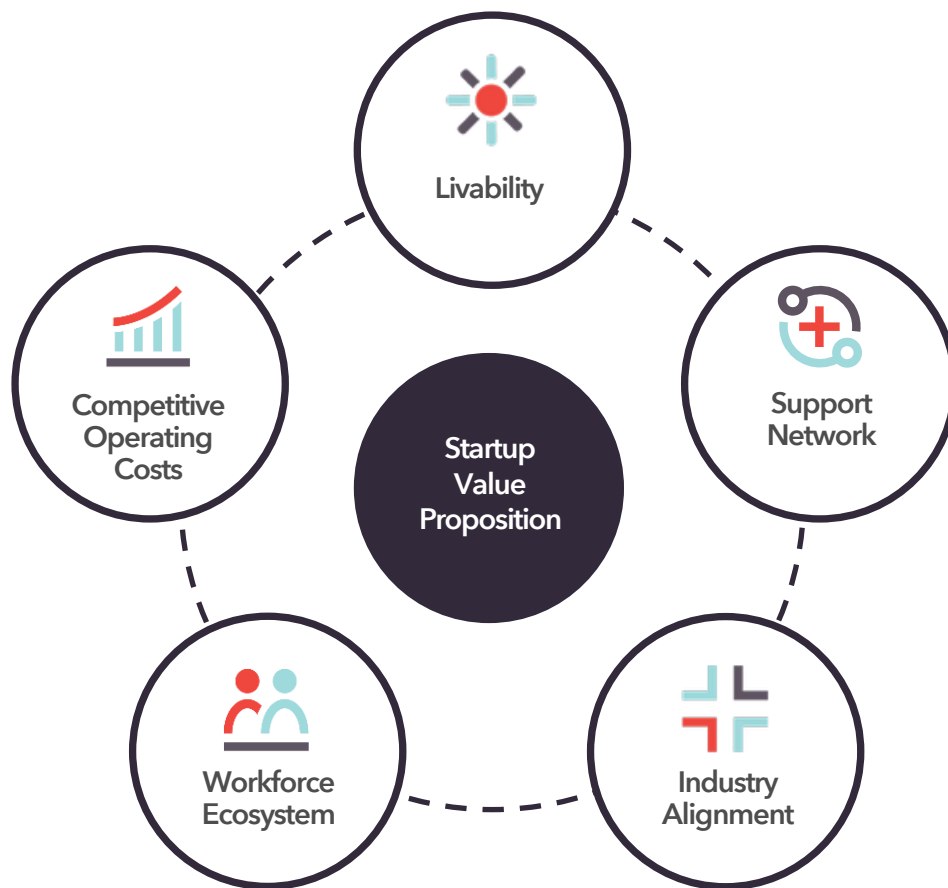 Livability
Competitive
Operating
Costs
Support
Network
Startup
Value
Proposition
Workforce
Ecosystem
Industry
Alignment